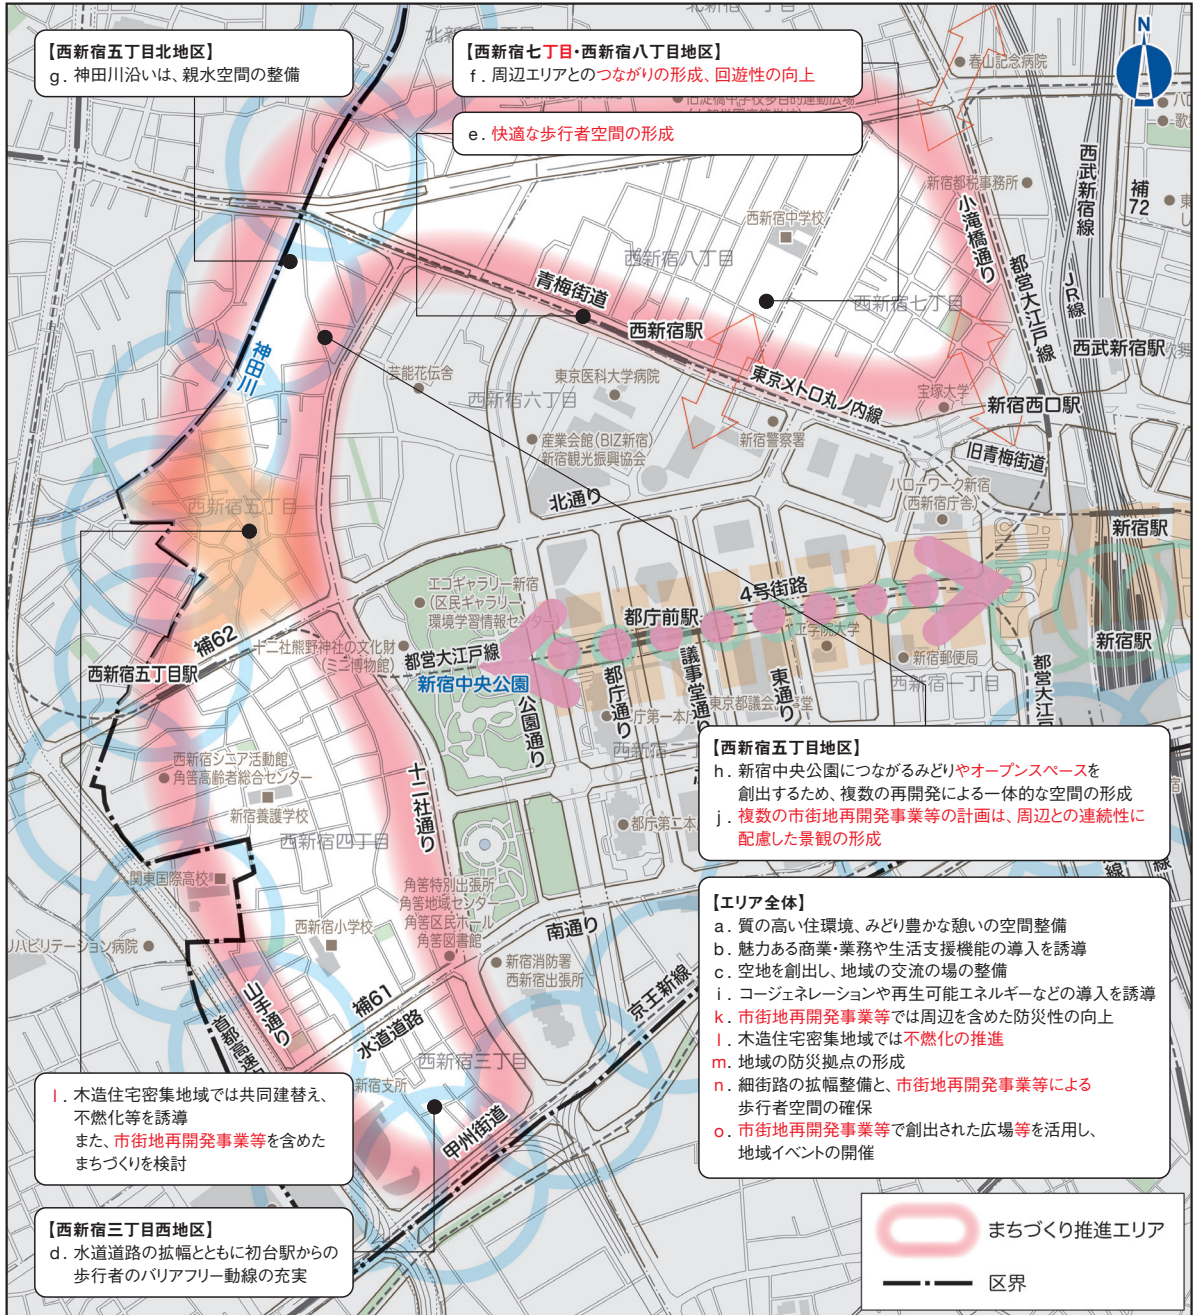 【西新宿五丁目北地区】
g. 神田川沿いは、親水空間の整備
【西新宿七丁目・西新宿八丁目地区】
f. 周辺エリアとのつながりの形成、回遊性の向上
e. 快適な歩行者空間の形成
N
春山記念病院
新宿都税事務所
小滝橋通り
都営大江戸線
西武新宿線
JR線
補72
西新宿中学校
西新宿八丁目
西新宿七丁目
青梅街道
西新宿駅
西武新宿駅
神田川
芸能花伝舎
西新宿六丁目
東京医科大学病院
東京メトロ丸ノ内線
宝塚大学
新宿西口駅
産業会館(BIZ新宿)
新宿観光振興協会
新宿警察署
旧青梅街道
ハローワーク新宿
(西新宿庁舎)
北通り
西新宿五丁目
新宿駅
エコギャラリー新宿
(区民ギャラリー・
環境学習情報センター)
4号街路
都庁前駅
補62
十二社熊野神社の文化財
(ミニ博物館)
都営大江戸線
新宿駅
西新宿五丁目駅
新宿中央公園
新宿郵便局
西新宿一丁目
公園通り
都庁通り
議事堂通り
東通り
西新宿シニア活動館
角筈高齢者総合センター
新宿養護学校
十二社通り
西新宿四丁目
関東国際高校
角筈特別出張所
角筈地域センター
角筈区民ホール
角筈図書館
西新宿小学校
南通り
新宿消防署
西新宿出張所
京王新線
山手通り
補61
水道道路
西新宿三丁目
甲州街道
【西新宿五丁目地区】
h. 新宿中央公園につながるみどりやオープンスペースを
創出するため、複数の再開発による一体的な空間の形成
j. 複数の市街地再開発事業等の計画は、周辺との連続性に
配慮した景観の形成
【エリア全体】
a. 質の高い住環境、みどり豊かな憩いの空間整備
b. 魅力ある商業・業務や生活支援機能の導入を誘導
c. 空地を創出し、地域の交流の場の整備
i. コージェネレーションや再生可能エネルギーなどの導入を誘導
k. 市街地再開発事業等では周辺を含めた防災性の向上
l. 木造住宅密集地域では不燃化の推進
m. 地域の防災拠点の形成
n. 細街路の拡幅整備と、市街地再開発事業等による
歩行者空間の確保
o. 市街地再開発事業等で創出された広場等を活用し、
地域イベントの開催
l. 木造住宅密集地域では共同建替え、
不燃化等を誘導
また、市街地再開発事業等を含めた
まちづくりを検討
【西新宿三丁目西地区】
d. 水道道路の拡幅とともに初台駅からの
歩行者のバリアフリー動線の充実
まちづくり推進エリア
区界